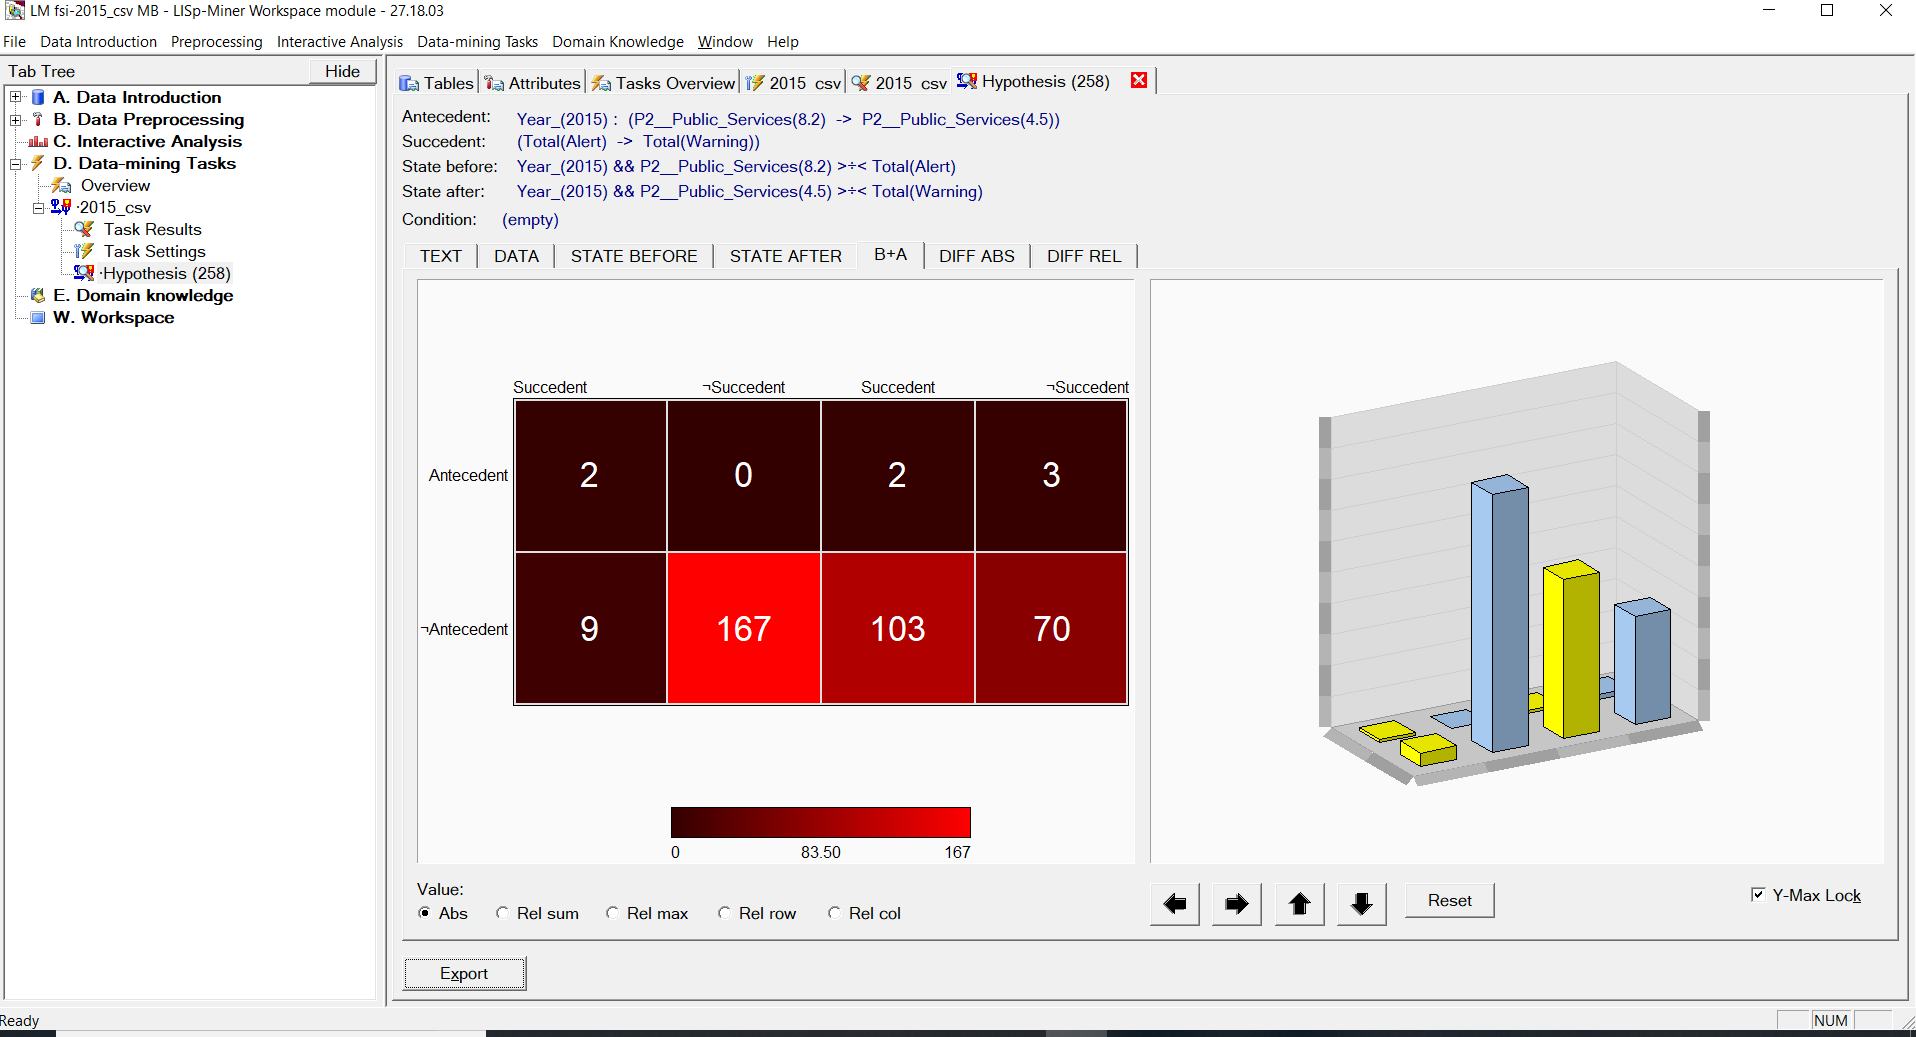 LM fsi-2015_csv MB - LISp-Miner Workspace module - 27.18.03
File Data Introduction Preprocessing Interactive Analysis Data-mining Tasks Domain Knowledge Window Help
Tab Tree Hide
A. Data Introduction
B. Data Preprocessing
C. Interactive Analysis
D. Data-mining Tasks
Overview
·2015_csv
Task Results
Task Settings
·Hypothesis (258)
E. Domain knowledge
W. Workspace
Tables Attributes Tasks Overview 2015 csv 2015 csv Hypothesis (258)
Antecedent: Year_(2015) : (P2__Public_Services(8.2) -> P2__Public_Services(4.5))
Succedent: (Total(Alert) -> Total(Warning))
State before: Year_(2015) && P2__Public_Services(8.2) >÷< Total(Alert)
State after: Year_(2015) && P2__Public_Services(4.5) >÷< Total(Warning)
Condition: (empty)
TEXT DATA STATE BEFORE STATE AFTER B+A DIFF ABS DIFF REL
Succedent ¬Succedent Succedent ¬Succedent
Antecedent 2 0 2 3
¬Antecedent 9 167 103 70
0 83.50 167
Value:
Abs Rel sum Rel max Rel row Rel col
Reset
Y-Max Lock
Export
Ready
NUM